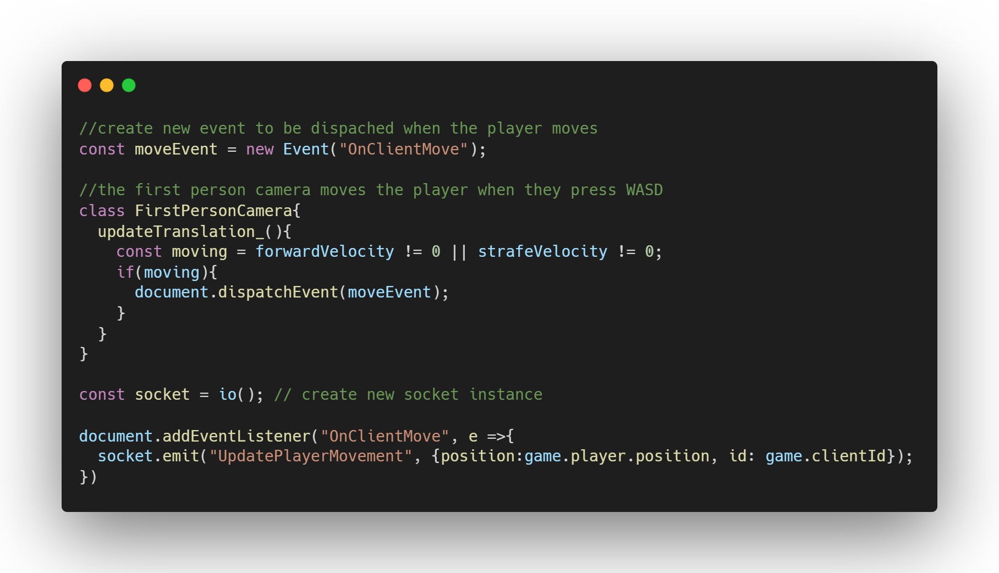 //create new event to be dispached when the player moves
const moveEvent = new Event("OnClientMove");
//the first person camera moves the player when they press WASD
class FirstPersonCamera{
  updateTranslation_(){
    const moving = forwardVelocity != 0 || strafeVelocity != 0;
    if(moving){
      document.dispatchEvent(moveEvent);
    }
  }
}
const socket = io(); // create new socket instance
document.addEventListener("OnClientMove", e =>{
  socket.emit("UpdatePlayerMovement", {position:game.player.position, id: game.clientId});
})